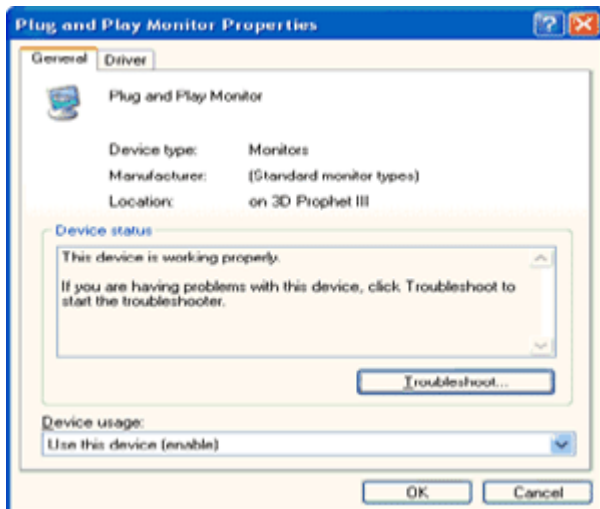 Plug and Play Monitor Properties
General Driver
Plug and Play Monitor
Device type: Monitors
Manufacturer: (Standard monitor types)
Location: on 3D Prophet III
Device status
This device is working properly.
If you are having problems with this device, click Troubleshoot to
start the troubleshooter.
Troubleshoot...
Device usage:
Use this device (enable)
OK Cancel